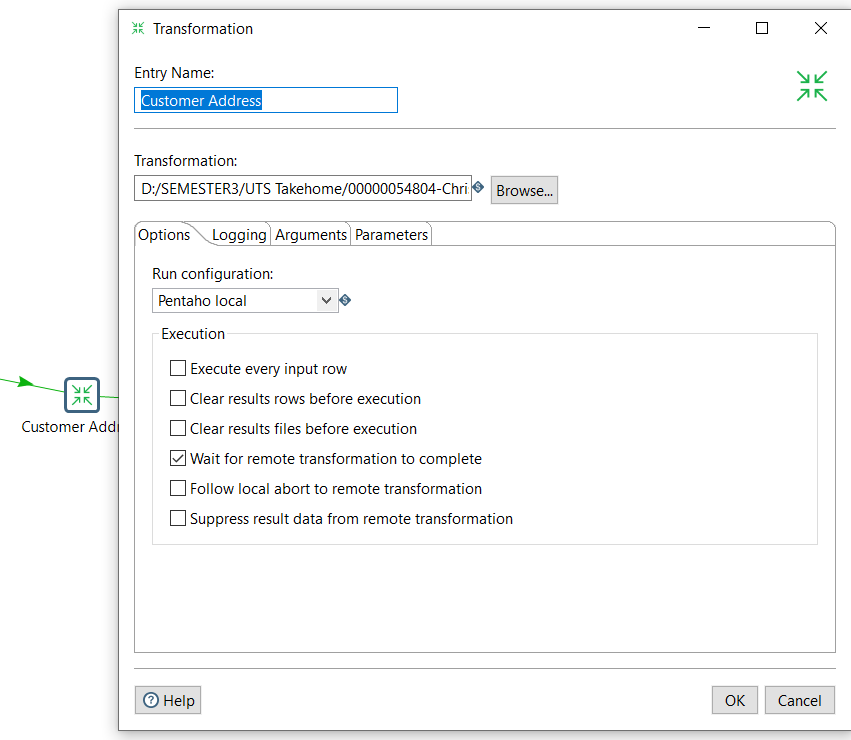 Transformation
Entry Name:
Customer Address
Transformation:
D:/SEMESTER3/UTS Takehome/00000054804-Chri
Browse...
Options Logging Arguments Parameters
Run configuration:
Pentaho local
Execution
Execute every input row
Clear results rows before execution
Clear results files before execution
Wait for remote transformation to complete
Follow local abort to remote transformation
Suppress result data from remote transformation
Customer Add
Help
OK
Cancel